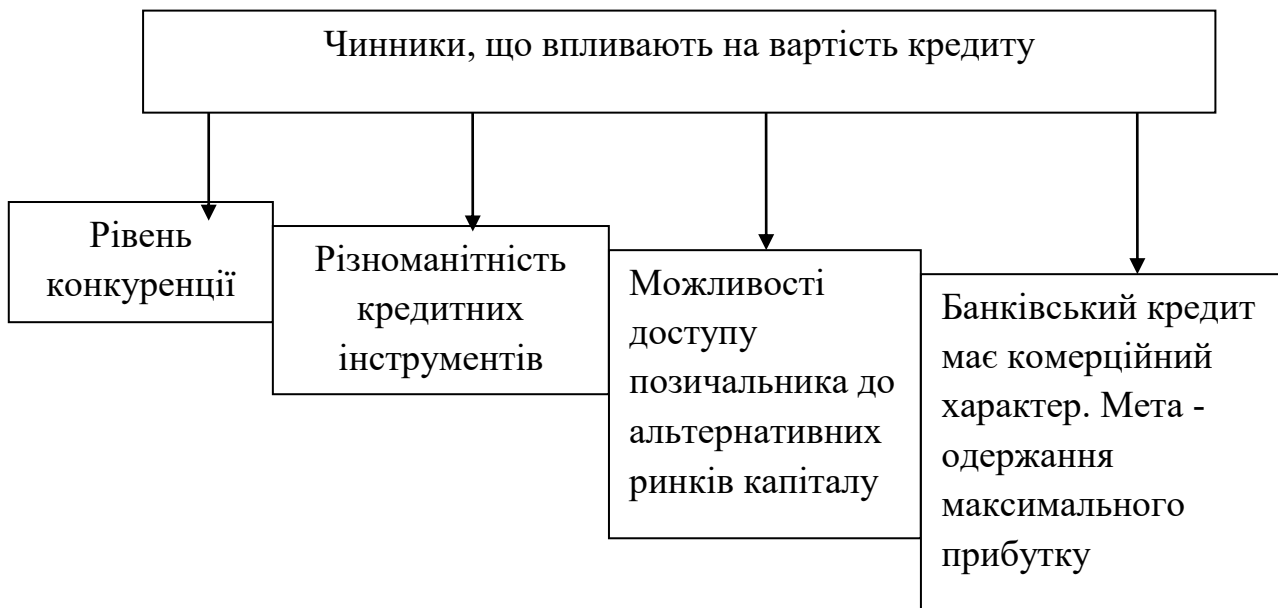 Чинники, що впливають на вартість кредиту
Рівень
конкуренції
Різноманітність
кредитних
інструментів
Можливості
доступу
позичальника до
альтернативних
ринків капіталу
Банківський кредит
має комерційний
характер. Мета -
одержання
максимального
прибутку